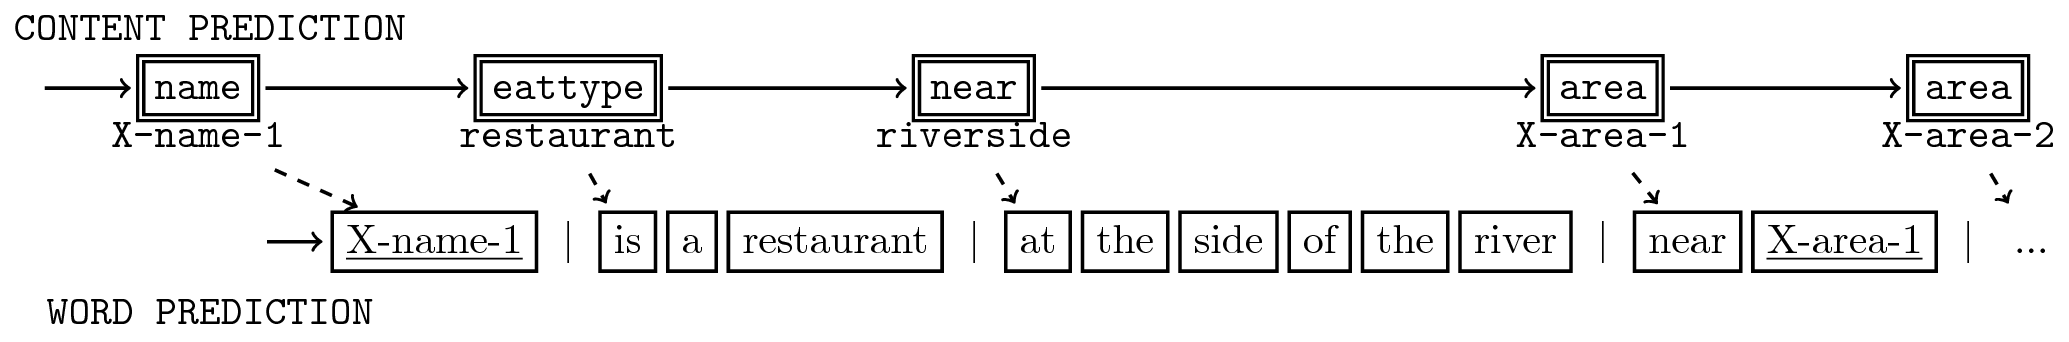 CONTENT PREDICTION
name eattype near area area
X-name-1 restaurant riverside X-area-1 X-area-2
X-name-1 | is a restaurant | at the side of the river | near X-area-1 | ...
WORD PREDICTION